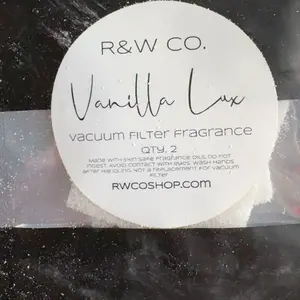 R&W CO.
Vanilla Lux
Vacuum Filter Fragrance
QTY. 2
Made with skin safe fragrance oils. Do not
ingest. Avoid contact with eyes. Wash hands
after handling. Not a replacement for vacuum
filter.
RWCOSHOP.COM